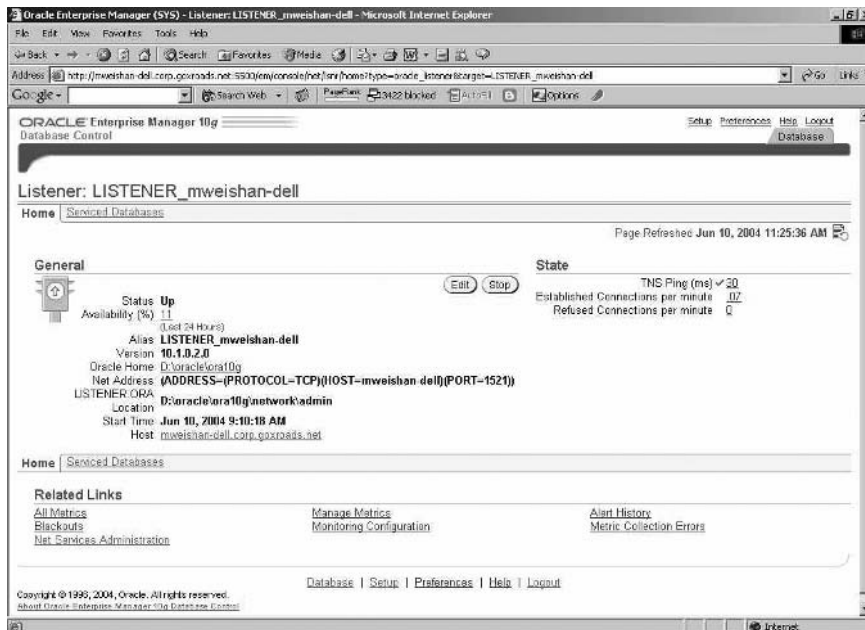 Oracle Enterprise Manager (SYS) - Listener: LISTENER_mweishan-dell - Microsoft Internet Explorer
File Edit View Favorites Tools Help
Back Search Favorites Media
Address http://mweishan-dell.corp.goxroads.net:5500/em/console/net/lsnr/home?type=oracle_listener&target=LISTENER_mweishan-dell Go Links
Google Search Web PageRank 3422 blocked AutoFill Options
ORACLE Enterprise Manager 10g
Database Control
Setup Preferences Help Logout
Database
Listener: LISTENER_mweishan-dell
Home Serviced Databases
Page Refreshed Jun 10, 2004 11:25:36 AM
General
Edit Stop
Status Up
Availability (%) 11
(Last 24 Hours)
Alias LISTENER_mweishan-dell
Version 10.1.0.2.0
Oracle Home D:\oracle\ora10g
Net Address (ADDRESS=(PROTOCOL=TCP)(HOST=mweishan-dell)(PORT=1521))
LISTENER.ORA
Location D:\oracle\ora10g\network\admin
Start Time Jun 10, 2004 9:10:18 AM
Host mweishan-dell.corp.goxroads.net
State
TNS Ping (ms) 30
Established Connections per minute .07
Refused Connections per minute 0
Home Serviced Databases
Related Links
All Metrics Manage Metrics Alert History
Blackouts Monitoring Configuration Metric Collection Errors
Net Services Administration
Database | Setup | Preferences | Help | Logout
Copyright © 1996, 2004, Oracle. All rights reserved.
About Oracle Enterprise Manager 10g Database Control
Internet